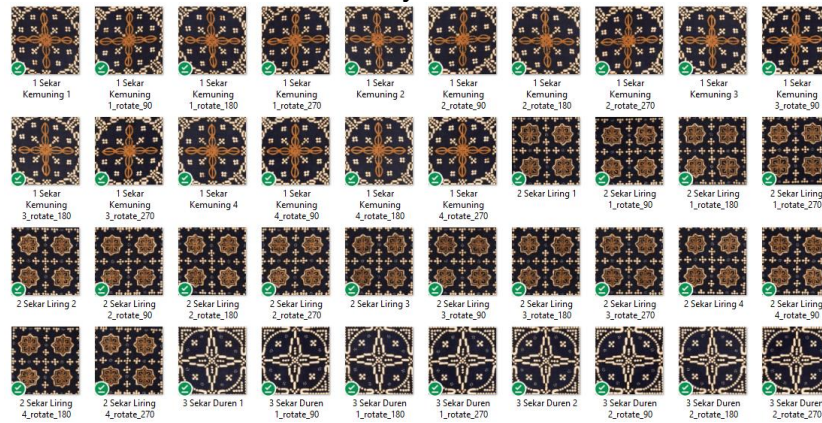 1 Sekar
Kemuning 1
1 Sekar
Kemuning
1_rotate_90
1 Sekar
Kemuning
1_rotate_180
1 Sekar
Kemuning
1_rotate_270
1 Sekar
Kemuning 2
1 Sekar
Kemuning
2_rotate_90
1 Sekar
Kemuning
2_rotate_180
1 Sekar
Kemuning
2_rotate_270
1 Sekar
Kemuning 3
1 Sekar
Kemuning
3_rotate_90
1 Sekar
Kemuning
3_rotate_180
1 Sekar
Kemuning
3_rotate_270
1 Sekar
Kemuning 4
1 Sekar
Kemuning
4_rotate_90
1 Sekar
Kemuning
4_rotate_180
1 Sekar
Kemuning
4_rotate_270
2 Sekar Liring 1
2 Sekar Liring
1_rotate_90
2 Sekar Liring
1_rotate_180
2 Sekar Liring
1_rotate_270
2 Sekar Liring 2
2 Sekar Liring
2_rotate_90
2 Sekar Liring
2_rotate_180
2 Sekar Liring
2_rotate_270
2 Sekar Liring 3
2 Sekar Liring
3_rotate_90
2 Sekar Liring
3_rotate_180
2 Sekar Liring
3_rotate_270
2 Sekar Liring 4
2 Sekar Liring
4_rotate_90
2 Sekar Liring
4_rotate_180
2 Sekar Liring
4_rotate_270
3 Sekar Duren 1
3 Sekar Duren
1_rotate_90
3 Sekar Duren
1_rotate_180
3 Sekar Duren
1_rotate_270
3 Sekar Duren 2
3 Sekar Duren
2_rotate_90
3 Sekar Duren
2_rotate_180
3 Sekar Duren
2_rotate_270